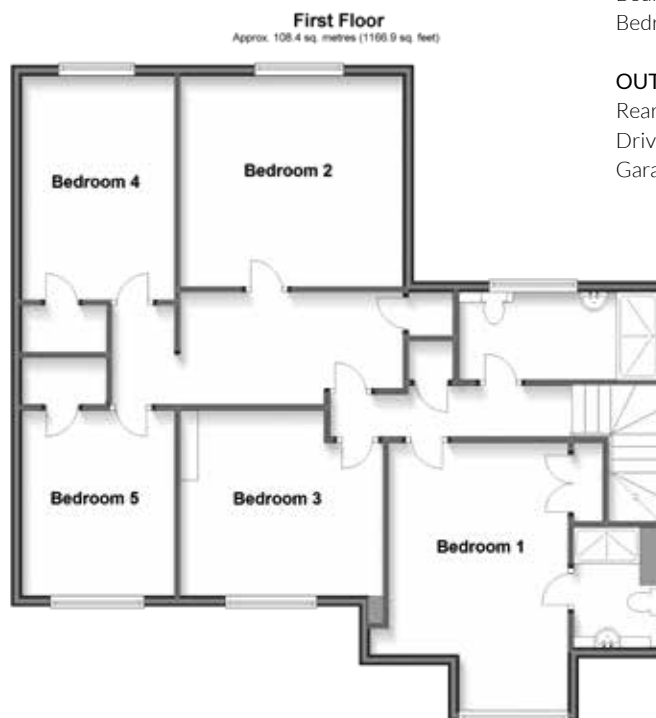 First Floor
Approx. 108.4 sq. metres (1166.9 sq. feet)
Bedroom 4
Bedroom 2
Bedroom 5
Bedroom 3
Bedroom 1
Bedr
OUT
Rear
Driv
Gara